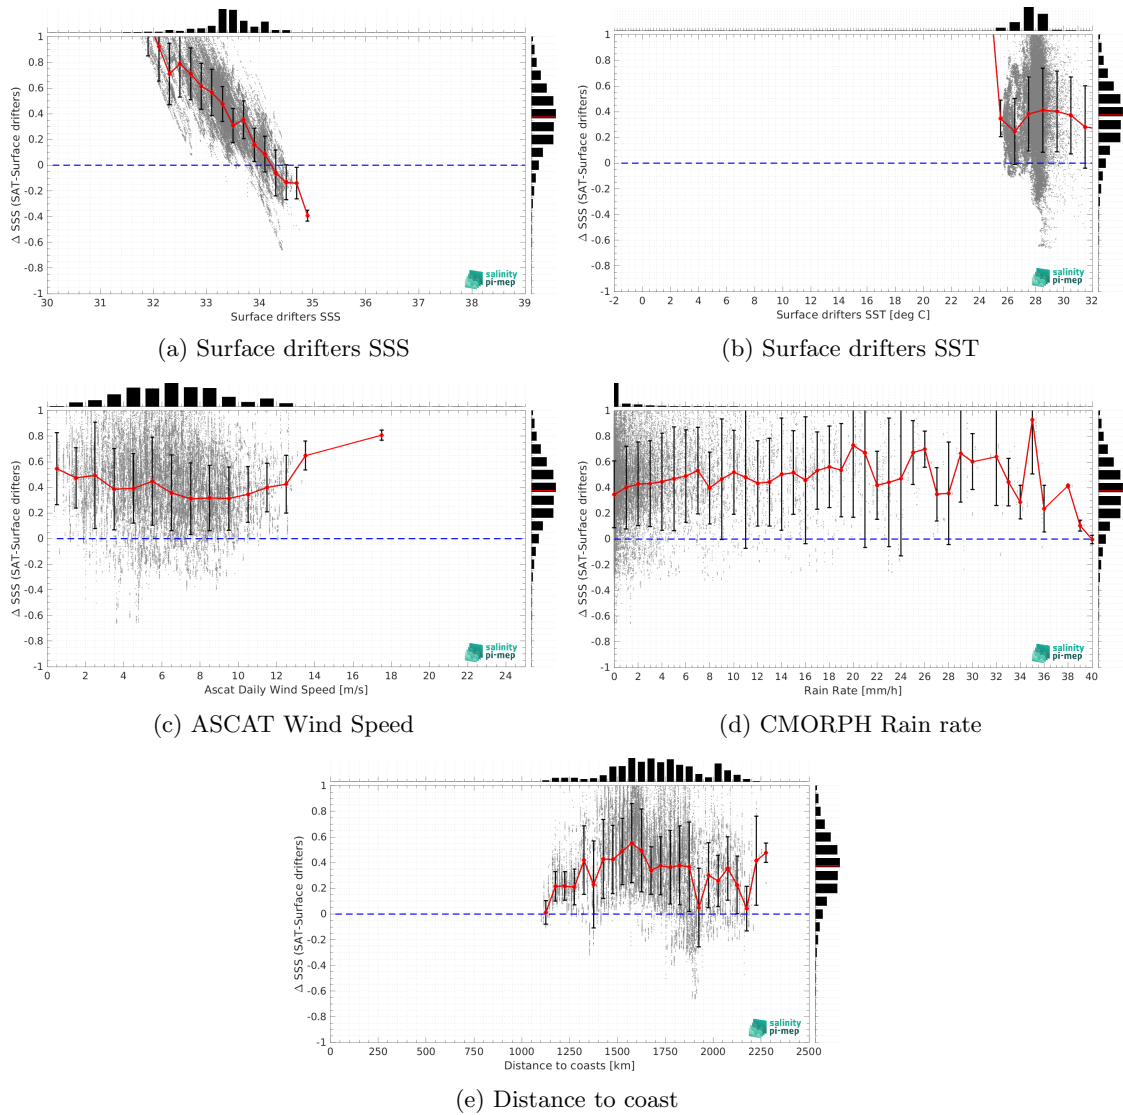 Δ SSS (SAT-Surface drifters)
1
0.8
0.6
0.4
0.2
0
-0.2
-0.4
-0.6
-0.8
-1
30 31 32 33 34 35 36 37 38 39
Surface drifters SSS
salinity
pi-mep
(a) Surface drifters SSS
Δ SSS (SAT-Surface drifters)
1
0.8
0.6
0.4
0.2
0
-0.2
-0.4
-0.6
-0.8
-1
-2 0 2 4 6 8 10 12 14 16 18 20 22 24 26 28 30 32
Surface drifters SST [deg C]
salinity
pi-mep
(b) Surface drifters SST
Δ SSS (SAT-Surface drifters)
1
0.8
0.6
0.4
0.2
0
-0.2
-0.4
-0.6
-0.8
-1
0 2 4 6 8 10 12 14 16 18 20 22 24
Ascat Daily Wind Speed [m/s]
salinity
pi-mep
(c) ASCAT Wind Speed
Δ SSS (SAT-Surface drifters)
1
0.8
0.6
0.4
0.2
0
-0.2
-0.4
-0.6
-0.8
-1
0 2 4 6 8 10 12 14 16 18 20 22 24 26 28 30 32 34 36 38 40
Rain Rate [mm/h]
salinity
pi-mep
(d) CMORPH Rain rate
Δ SSS (SAT-Surface drifters)
1
0.8
0.6
0.4
0.2
0
-0.2
-0.4
-0.6
-0.8
-1
0 250 500 750 1000 1250 1500 1750 2000 2250 2500
Distance to coasts [km]
salinity
pi-mep
(e) Distance to coast